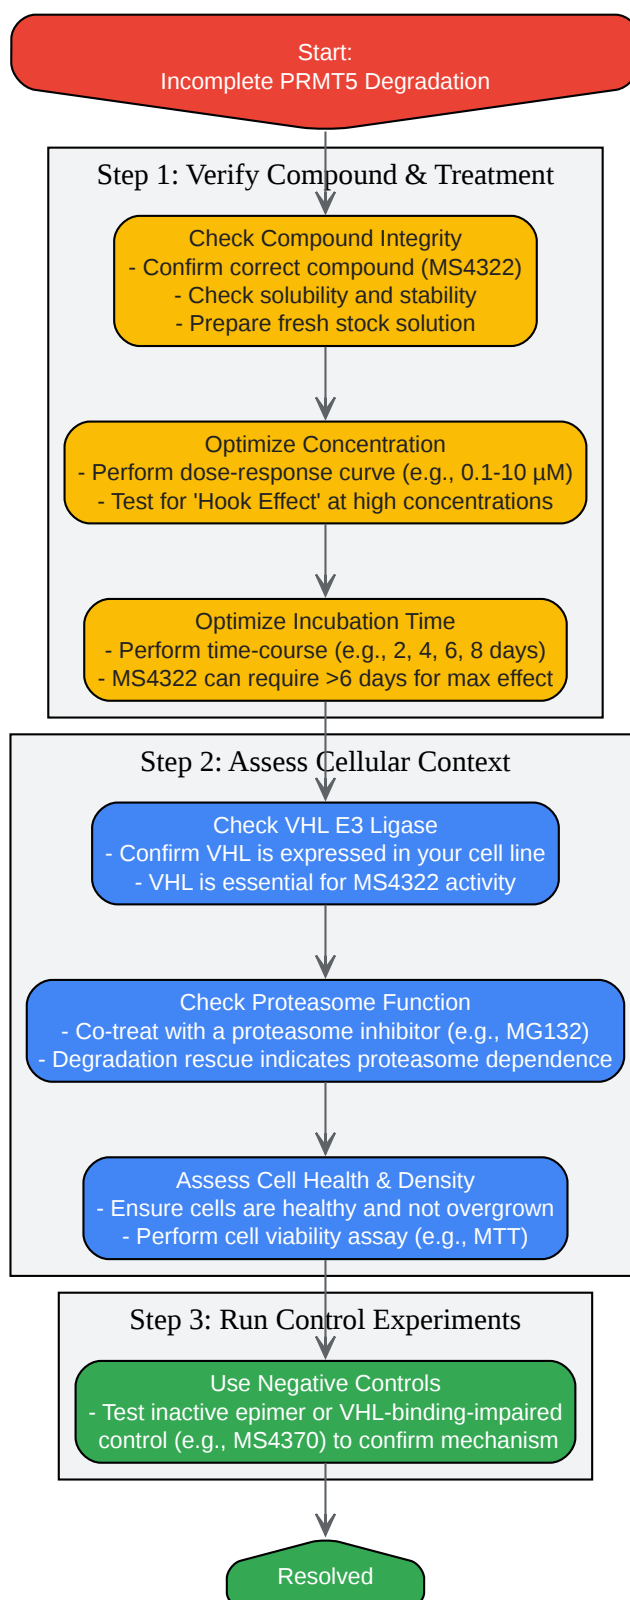 Start:
Incomplete PRMT5 Degradation
Step 1: Verify Compound & Treatment
Check Compound Integrity
- Confirm correct compound (MS4322)
- Check solubility and stability
- Prepare fresh stock solution
Optimize Concentration
- Perform dose-response curve (e.g., 0.1-10 µM)
- Test for 'Hook Effect' at high concentrations
Optimize Incubation Time
- Perform time-course (e.g., 2, 4, 6, 8 days)
- MS4322 can require >6 days for max effect
Step 2: Assess Cellular Context
Check VHL E3 Ligase
- Confirm VHL is expressed in your cell line
- VHL is essential for MS4322 activity
Check Proteasome Function
- Co-treat with a proteasome inhibitor (e.g., MG132)
- Degradation rescue indicates proteasome dependence
Assess Cell Health & Density
- Ensure cells are healthy and not overgrown
- Perform cell viability assay (e.g., MTT)
Step 3: Run Control Experiments
Use Negative Controls
- Test inactive epimer or VHL-binding-impaired
control (e.g., MS4370) to confirm mechanism
Resolved